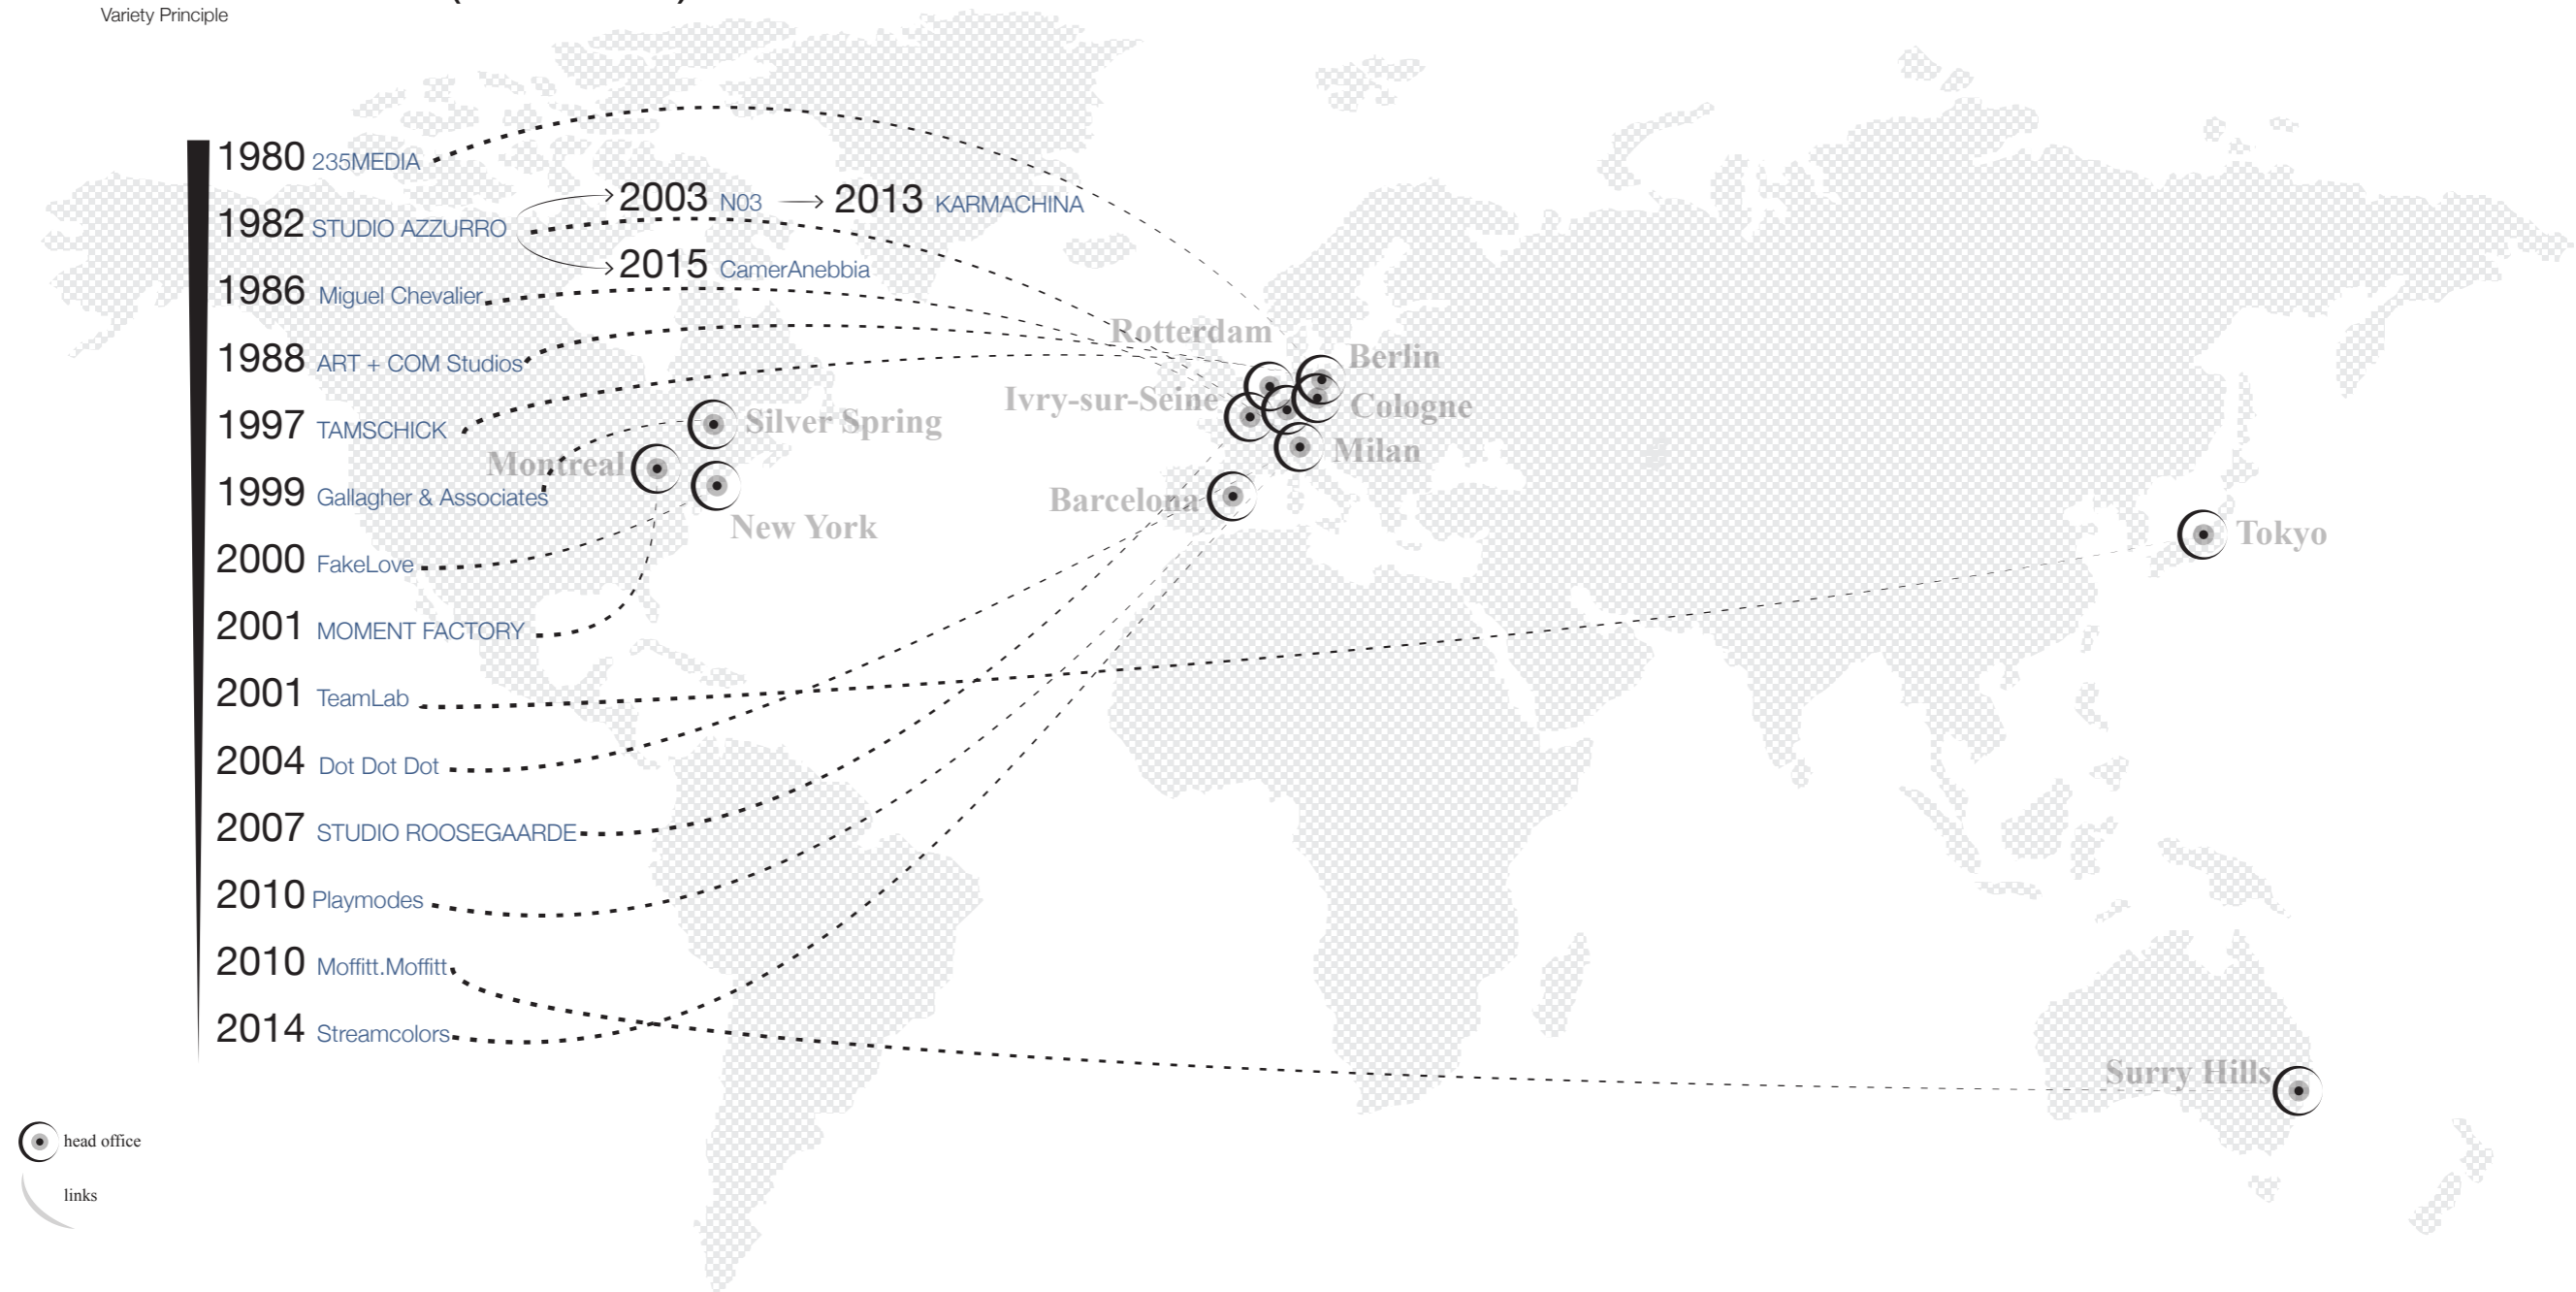 Variety Principle
1980 235MEDIA
2003 N03 2013 KARMACHINA
1982 STUDIO AZZURRO
2015 CamerAnebbia
1986 Miguel Chevalier
1988 ART + COM Studios
1997 TAMSCHICK
1999 Gallagher & Associates
2000 FakeLove
2001 MOMENT FACTORY
2001 TeamLab
2004 Dot Dot Dot
2007 STUDIO ROOSEGAARDE
2010 Playmodes
2010 Moffitt.Moffitt
2014 Streamcolors
Rotterdam
Berlin
Ivry-sur-Seine
Cologne
Silver Spring
Milan
Montreal
Barcelona
New York
Tokyo
Surry Hills
head office
links